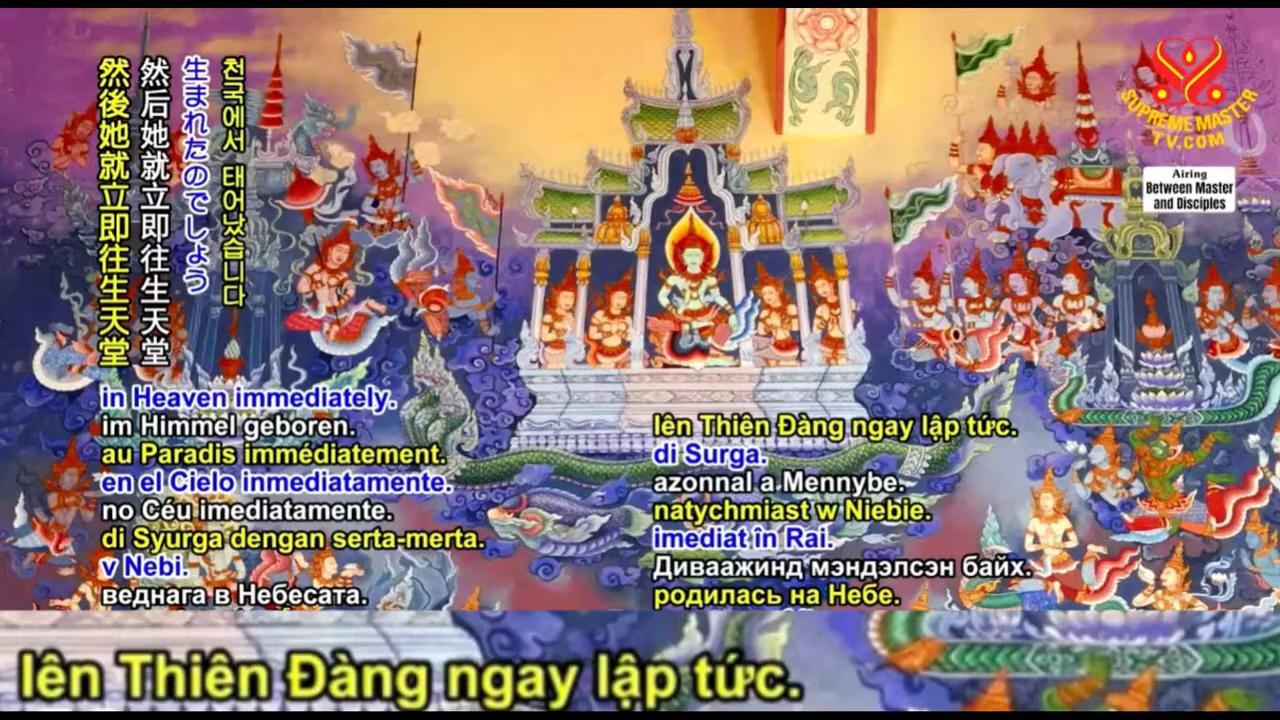 然後她就立即往生天堂
然后她就立即往生天堂
生まれたのでしょう
천국에서 태어났습니다
SUPREME MASTER
TV.COM
Airing
Between Master
and Disciples
in Heaven immediately.
im Himmel geboren.
au Paradis immédiatement.
en el Cielo inmediatamente.
no Céu imediatamente.
di Syurga dengan serta-merta.
v Nebi.
веднага в Небесата.
lên Thiên Đàng ngay lập tức.
di Surga.
azonnal a Mennybe.
natychmiast w Niebie.
imediat în Rai.
Диваажинд мэндэлсэн байх.
родилась на Небе.
lên Thiên Đàng ngay lập tức.